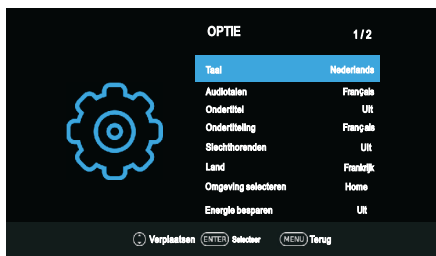 OPTIE 1/2
Taal Nederlands
Audiotalen Français
Ondertitel Uit
Ondertiteling Français
Slechthorenden Uit
Land Frankrijk
Omgeving selecteren Home
Energie besparen Uit
Verplaatsen ENTER Selecteer MENU Terug